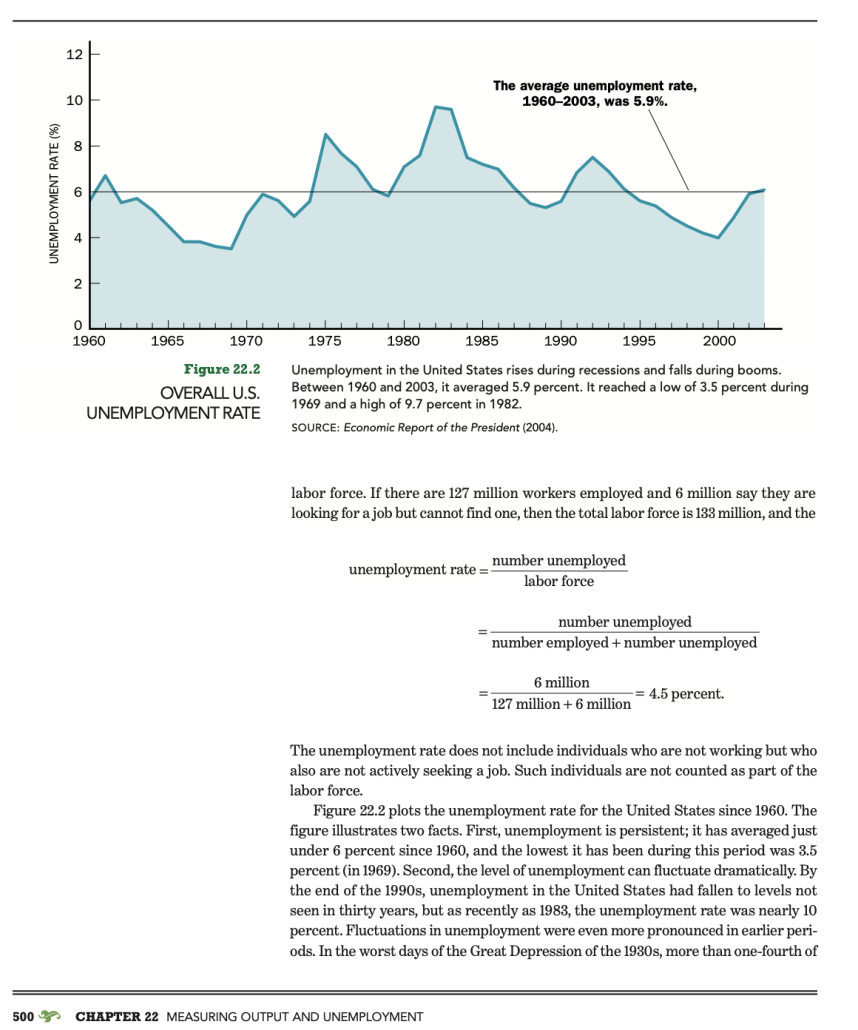 12
10
8
6
4
2
0
UNEMPLOYMENT RATE (%)
The average unemployment rate,
1960–2003, was 5.9%.
1960 1965 1970 1975 1980 1985 1990 1995 2000
Figure 22.2
OVERALL U.S.
UNEMPLOYMENT RATE
Unemployment in the United States rises during recessions and falls during booms.
Between 1960 and 2003, it averaged 5.9 percent. It reached a low of 3.5 percent during
1969 and a high of 9.7 percent in 1982.
SOURCE: Economic Report of the President (2004).
labor force. If there are 127 million workers employed and 6 million say they are
looking for a job but cannot find one, then the total labor force is 133 million, and the
unemployment rate = number unemployed
labor force
= number unemployed
number employed + number unemployed
= 6 million
127 million + 6 million = 4.5 percent.
The unemployment rate does not include individuals who are not working but who
also are not actively seeking a job. Such individuals are not counted as part of the
labor force.
Figure 22.2 plots the unemployment rate for the United States since 1960. The
figure illustrates two facts. First, unemployment is persistent; it has averaged just
under 6 percent since 1960, and the lowest it has been during this period was 3.5
percent (in 1969). Second, the level of unemployment can fluctuate dramatically. By
the end of the 1990s, unemployment in the United States had fallen to levels not
seen in thirty years, but as recently as 1983, the unemployment rate was nearly 10
percent. Fluctuations in unemployment were even more pronounced in earlier peri-
ods. In the worst days of the Great Depression of the 1930s, more than one-fourth of
500 CHAPTER 22 MEASURING OUTPUT AND UNEMPLOYMENT